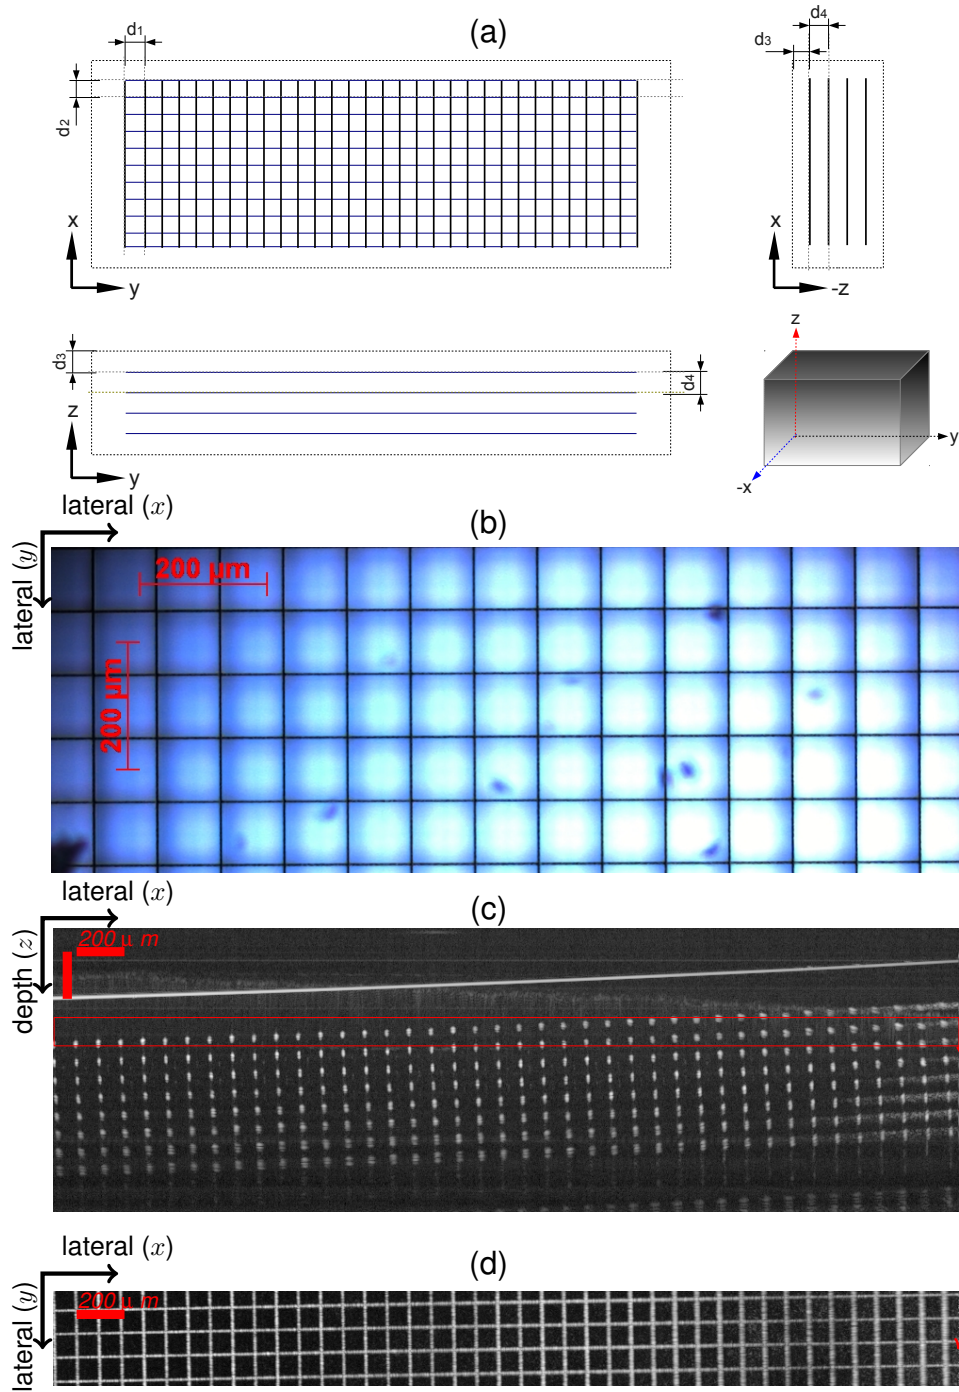 (a)
d1
d2
x
y
d4
d3
x
-z
d3
d4
z
y
z
y
-x
lateral (x)
(b)
lateral (y)
200 µm
200 µm
lateral (x)
(c)
depth (z)
200 µ m
lateral (x)
(d)
lateral (y)
200 µ m